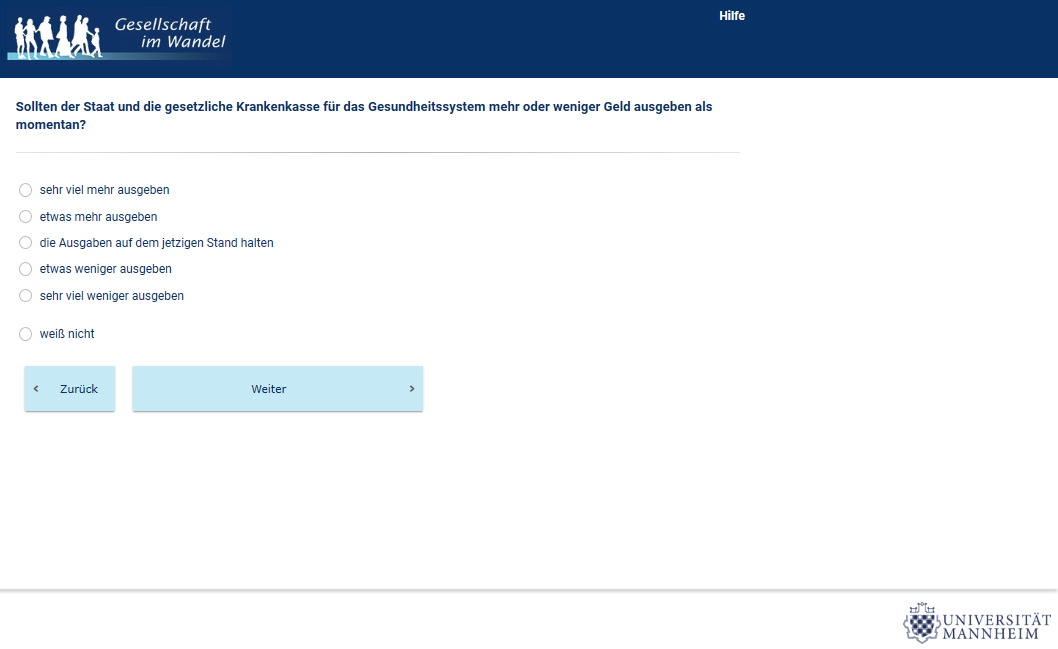 Gesellschaft
im Wandel
Hilfe
Sollten der Staat und die gesetzliche Krankenkasse für das Gesundheitssystem mehr oder weniger Geld ausgeben als
momentan?
sehr viel mehr ausgeben
etwas mehr ausgeben
die Ausgaben auf dem jetzigen Stand halten
etwas weniger ausgeben
sehr viel weniger ausgeben
weiß nicht
Zurück
Weiter
UNIVERSITÄT
MANNHEIM